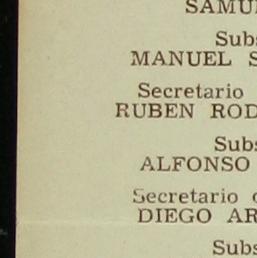 SAMU
Subs
MANUEL S
Secretario
RUBEN ROD
Subs
ALFONSO
Secretario
DIEGO AR
Subs